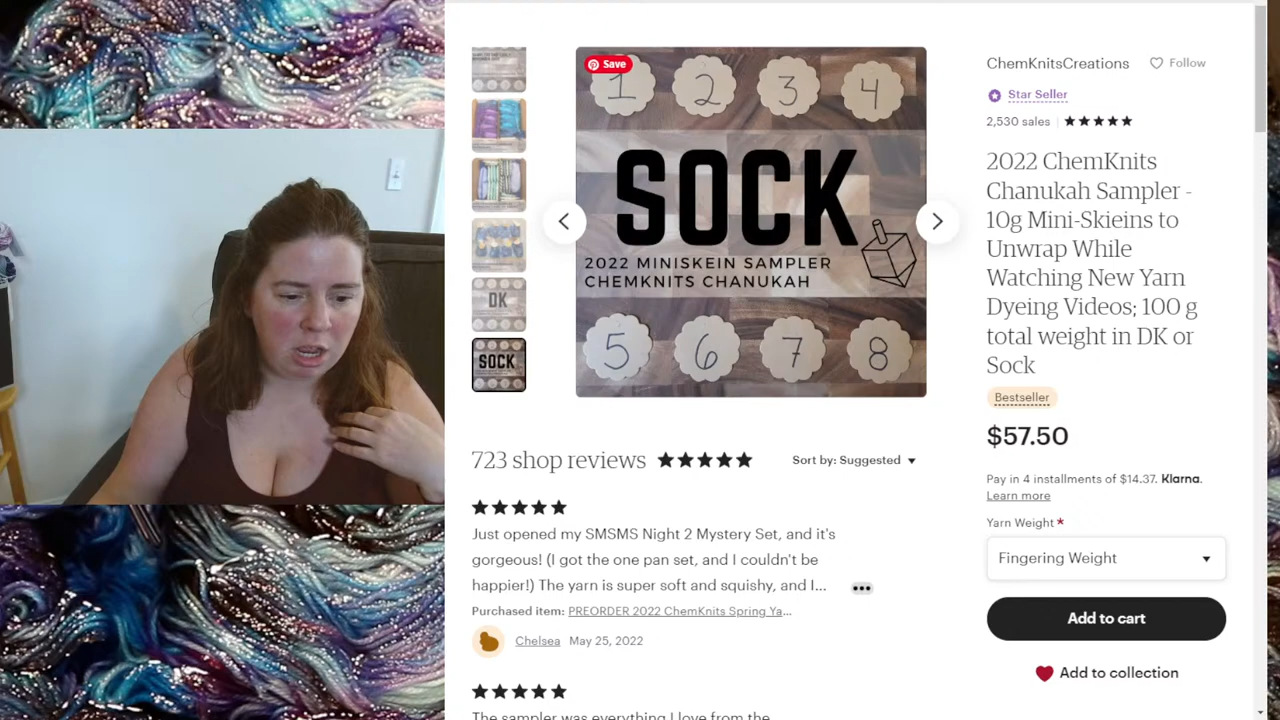 Save
1 2 3 4
SOCK
2022 MINISKEIN SAMPLER
CHEMKNITS CHANUKAH
5 6 7 8
DK
SOCK
723 shop reviews
Sort by: Suggested
Just opened my SMSMS Night 2 Mystery Set, and it's
gorgeous! (I got the one pan set, and I couldn't be
happier!) The yarn is super soft and squishy, and I...
Purchased item: PREORDER 2022 ChemKnits Spring Ya...
Chelsea May 25, 2022
The sampler was everything I love from the
ChemKnitsCreations
Follow
Star Seller
2,530 sales
2022 ChemKnits
Chanukah Sampler -
10g Mini-Skieins to
Unwrap While
Watching New Yarn
Dyeing Videos; 100 g
total weight in DK or
Sock
Bestseller
$57.50
Pay in 4 installments of $14.37. Klarna.
Learn more
Yarn Weight *
Fingering Weight
Add to cart
Add to collection